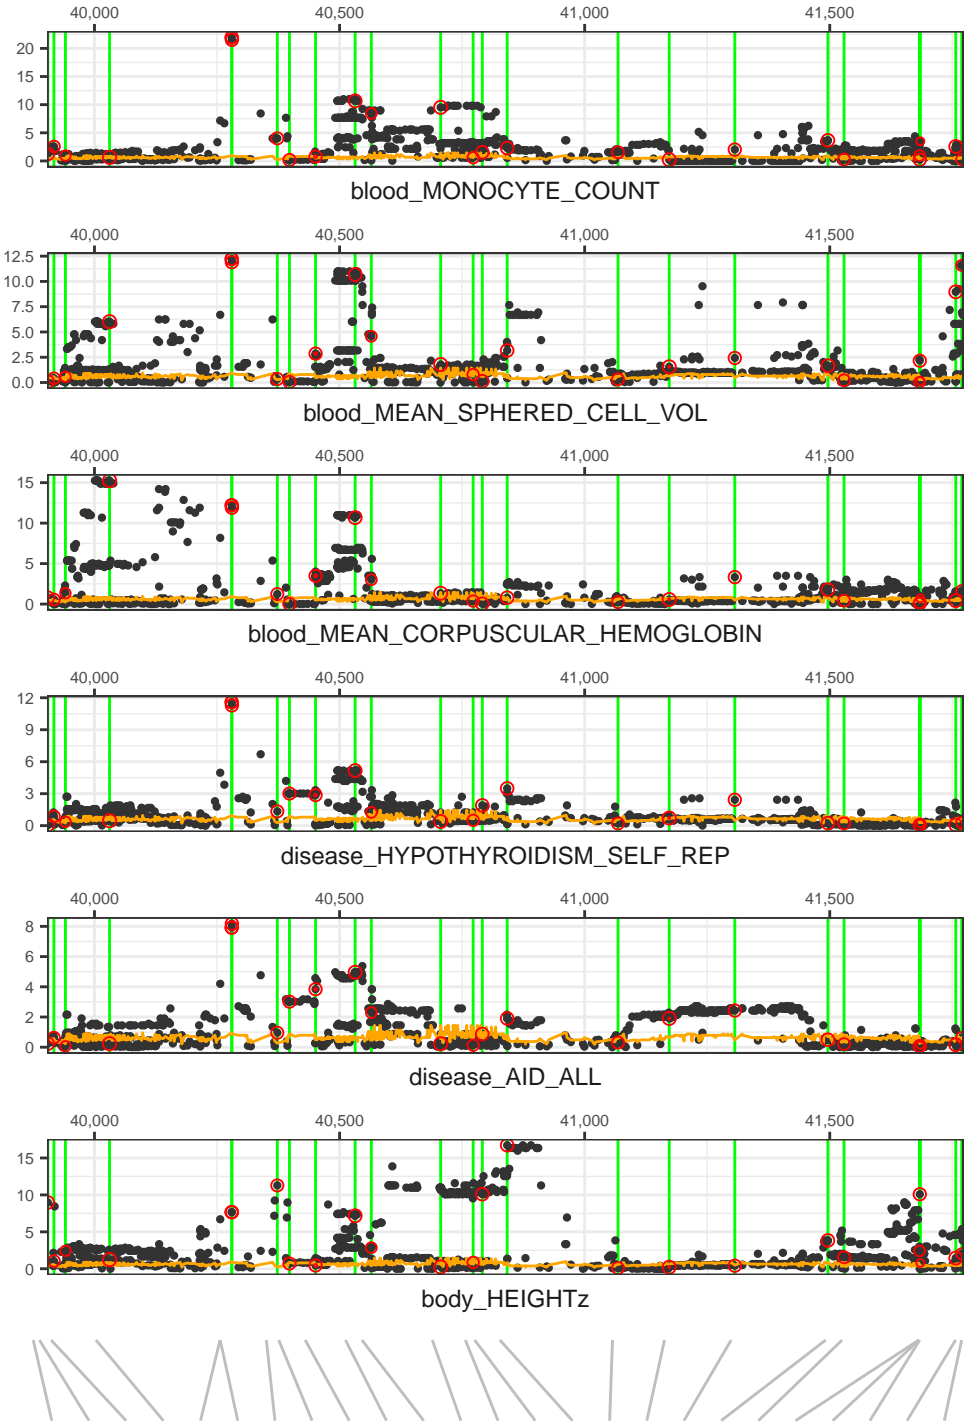 40,000 40,500 41,000 41,500
20
15
10
5
0
blood_MONOCYTE_COUNT
40,000 40,500 41,000 41,500
12.5
10.0
7.5
5.0
2.5
0.0
blood_MEAN_SPHERED_CELL_VOL
40,000 40,500 41,000 41,500
15
10
5
0
blood_MEAN_CORPUSCULAR_HEMOGLOBIN
40,000 40,500 41,000 41,500
12
9
6
3
0
disease_HYPOTHYROIDISM_SELF_REP
40,000 40,500 41,000 41,500
8
6
4
2
0
disease_AID_ALL
40,000 40,500 41,000 41,500
15
10
5
0
body_HEIGHTz